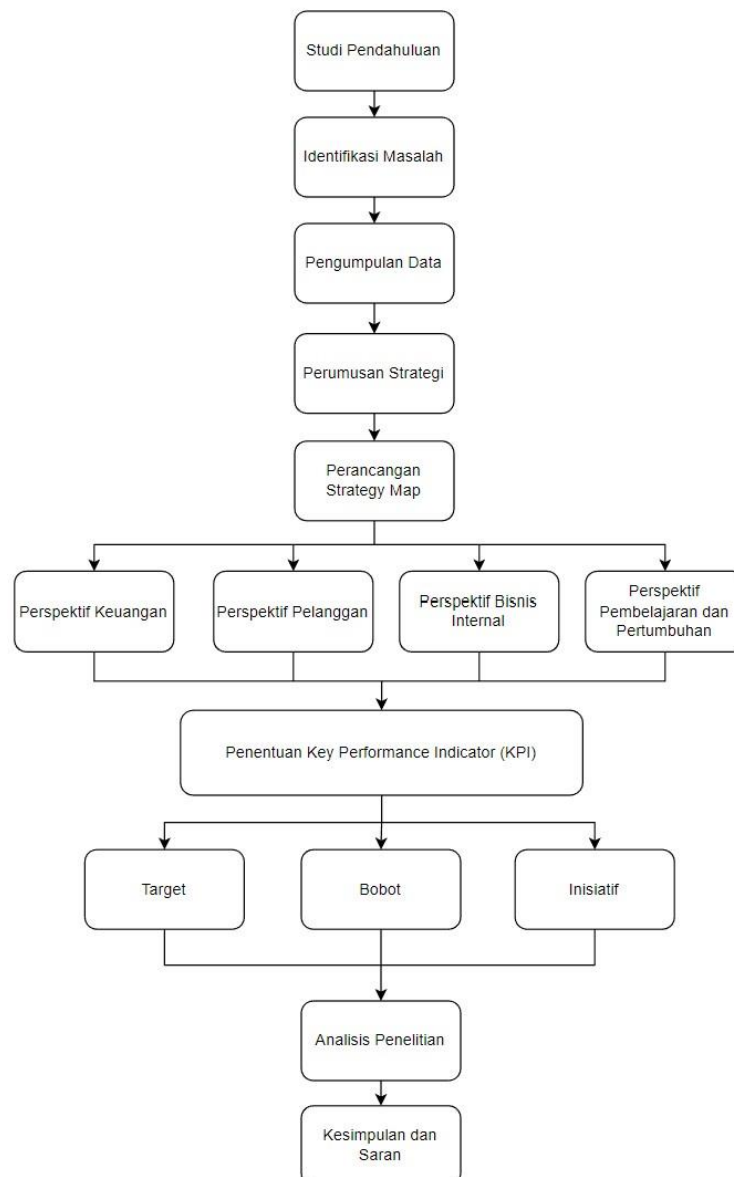 Studi Pendahuluan
Identifikasi Masalah
Pengumpulan Data
Perumusan Strategi
Perancangan
Strategy Map
Perspektif Keuangan
Perspektif Pelanggan
Perspektif Bisnis
Internal
Perspektif
Pembelajaran dan
Pertumbuhan
Penentuan Key Performance Indicator (KPI)
Target
Bobot
Inisiatif
Analisis Penelitian
Kesimpulan dan
Saran